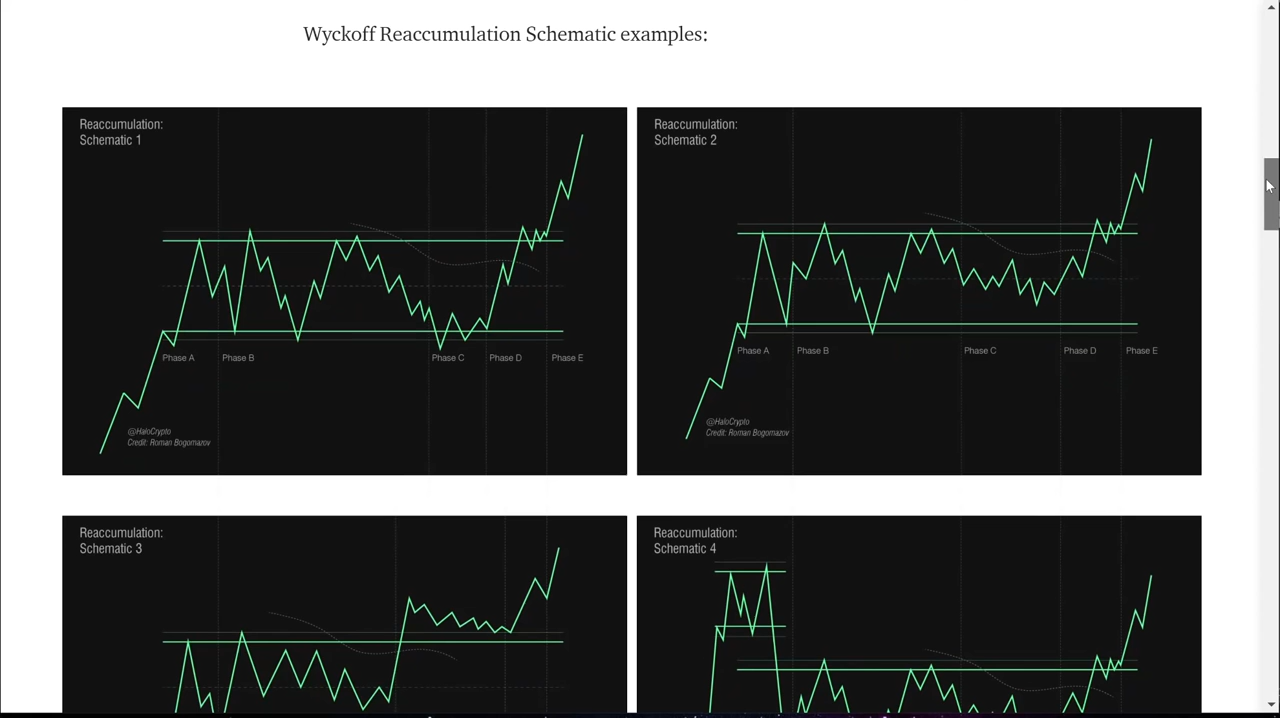 Wyckoff Reaccumulation Schematic examples:
Reaccumulation:
Schematic 1
Phase A
Phase B
Phase C
Phase D
Phase E
@HaloCrypto
Credit: Roman Bogomazov
Reaccumulation:
Schematic 2
Phase A
Phase B
Phase C
Phase D
Phase E
@HaloCrypto
Credit: Roman Bogomazov
Reaccumulation:
Schematic 3
Reaccumulation:
Schematic 4